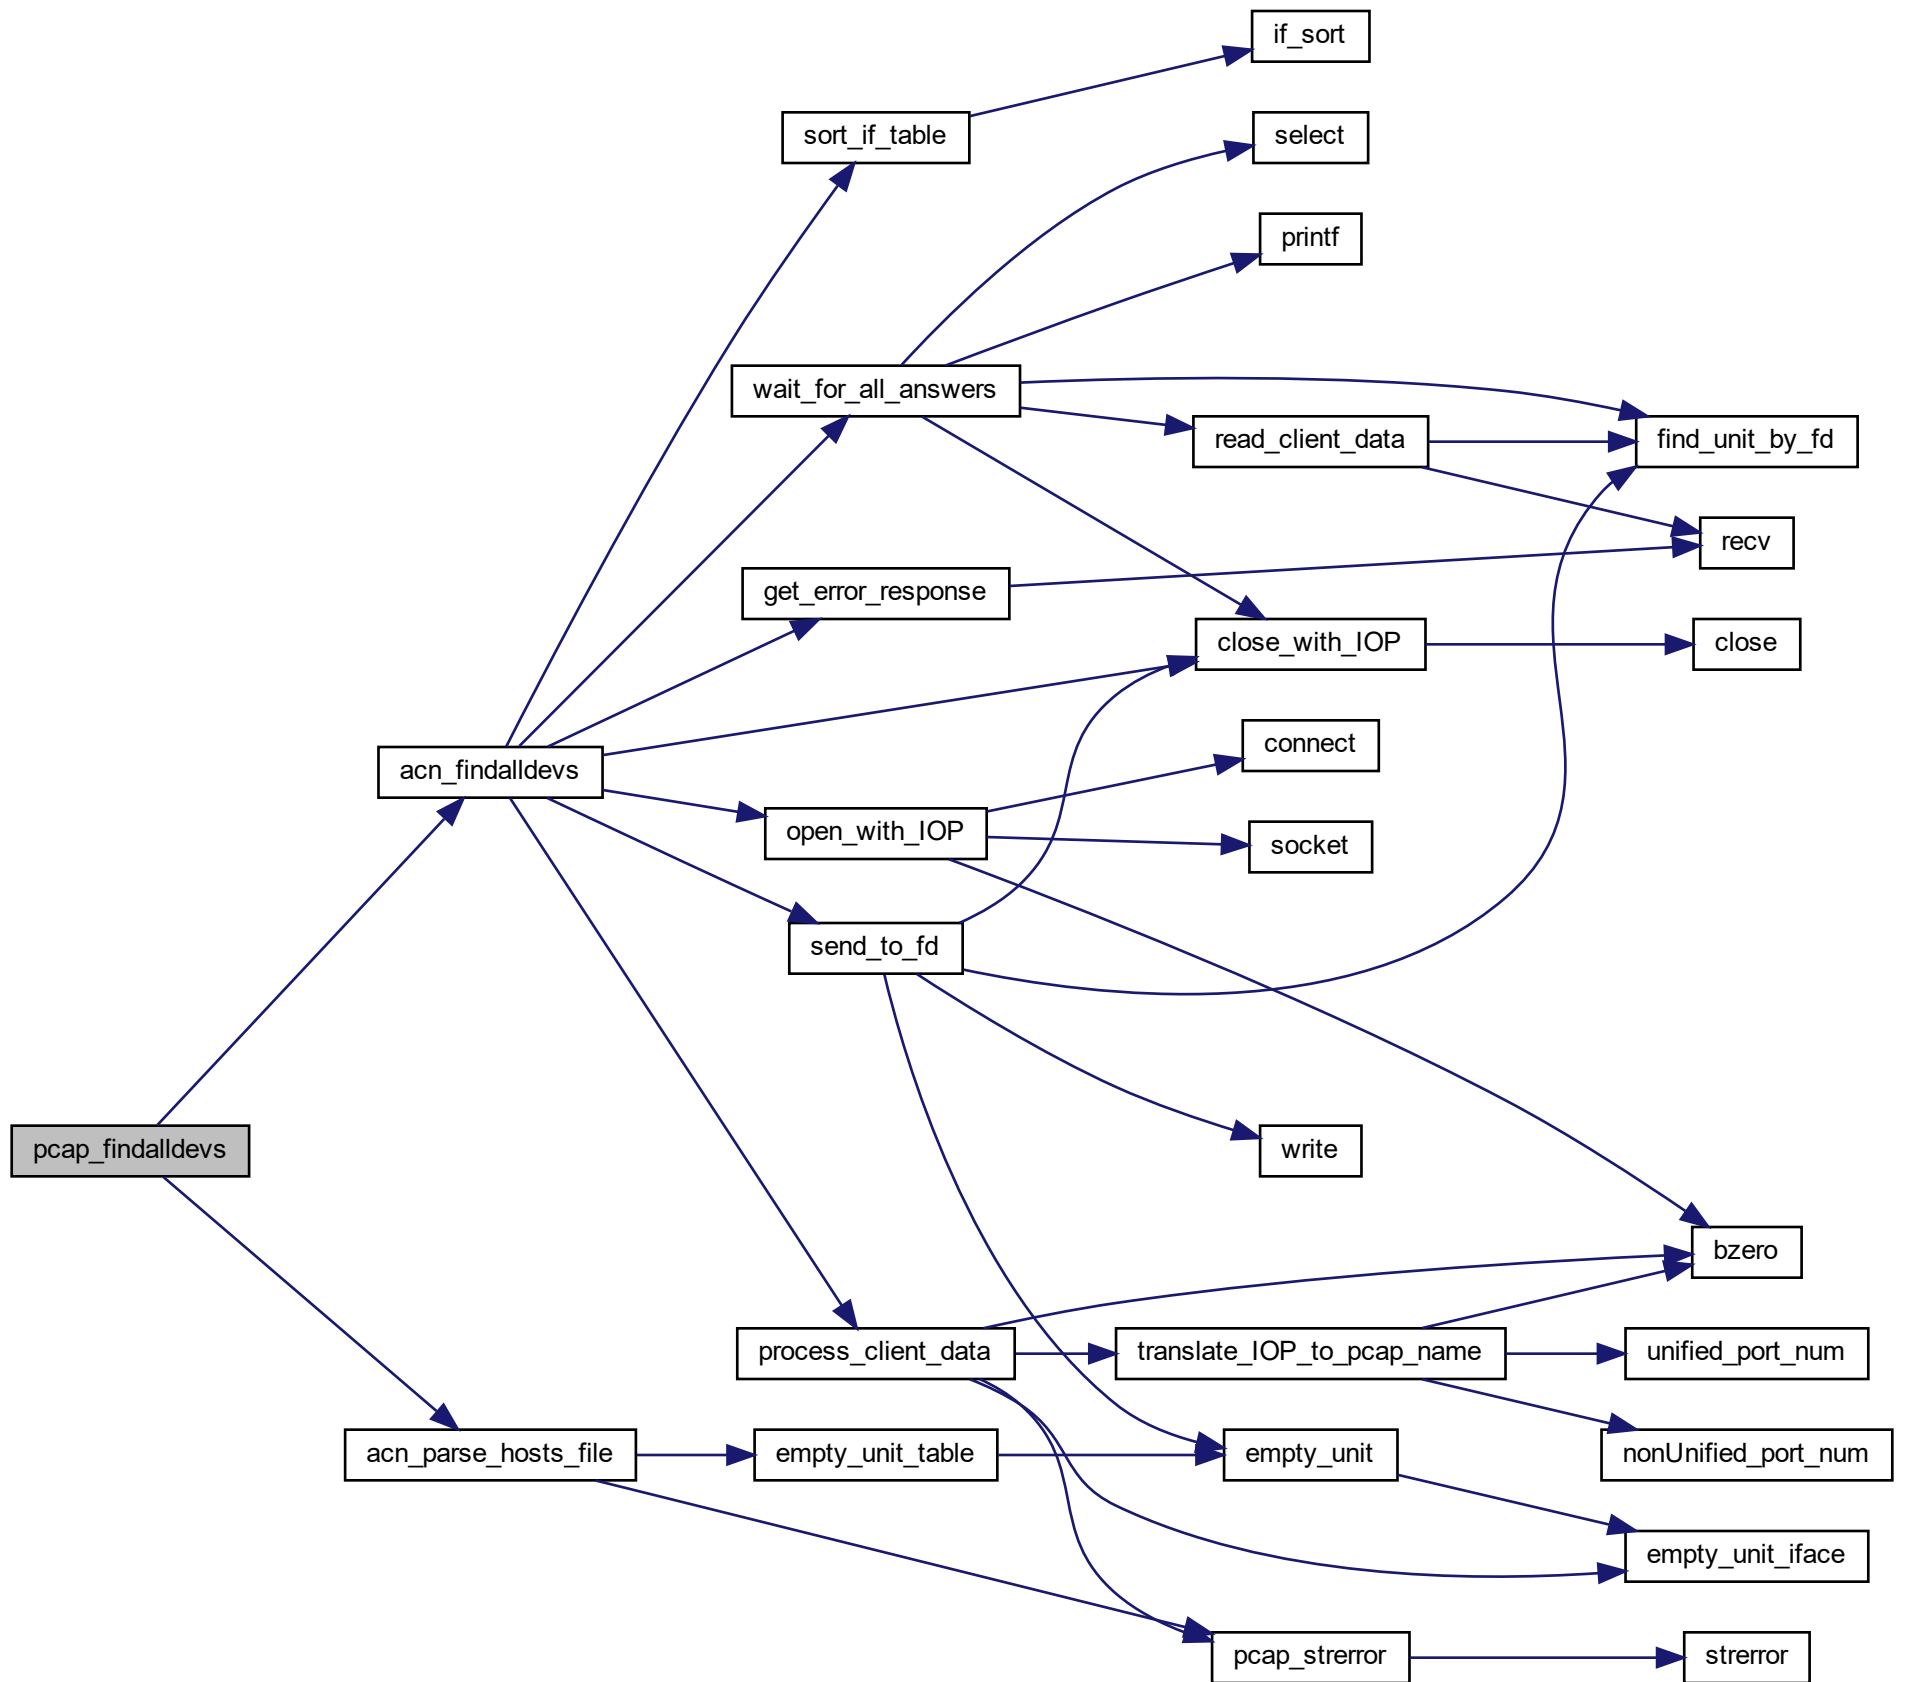 if_sort
sort_if_table
select
printf
wait_for_all_answers
read_client_data
find_unit_by_fd
recv
get_error_response
close_with_IOP
close
connect
acn_findalldevs
open_with_IOP
socket
send_to_fd
pcap_findalldevs
write
bzero
process_client_data
translate_IOP_to_pcap_name
unified_port_num
acn_parse_hosts_file
empty_unit_table
empty_unit
nonUnified_port_num
empty_unit_iface
pcap_strerror
strerror